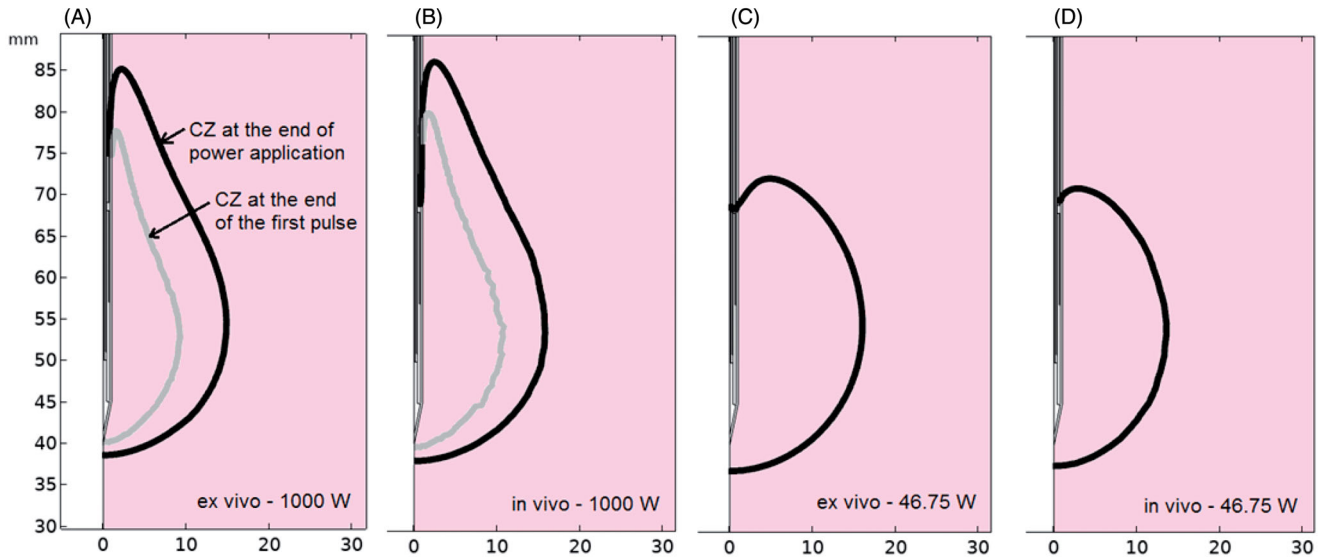 (A)
(B)
(C)
(D)
mm
85
80
75
70
65
60
55
50
45
40
35
30
CZ at the end of
power application
CZ at the end
of the first pulse
ex vivo - 1000 W
in vivo - 1000 W
ex vivo - 46.75 W
in vivo - 46.75 W
0 10 20 30
0 10 20 30
0 10 20 30
0 10 20 30